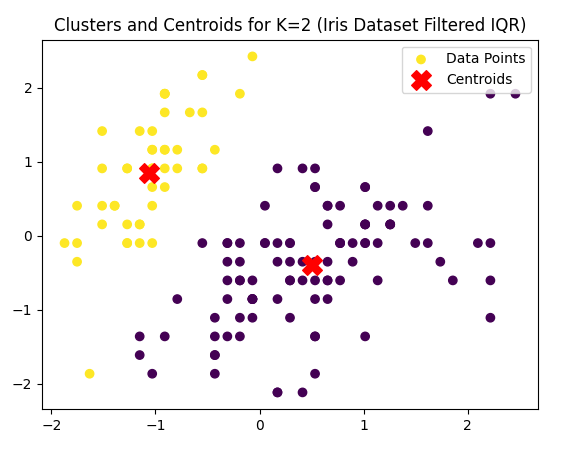 Clusters and Centroids for K=2 (Iris Dataset Filtered IQR)
Data Points
Centroids
2
1
0
−1
−2
−2 −1 0 1 2